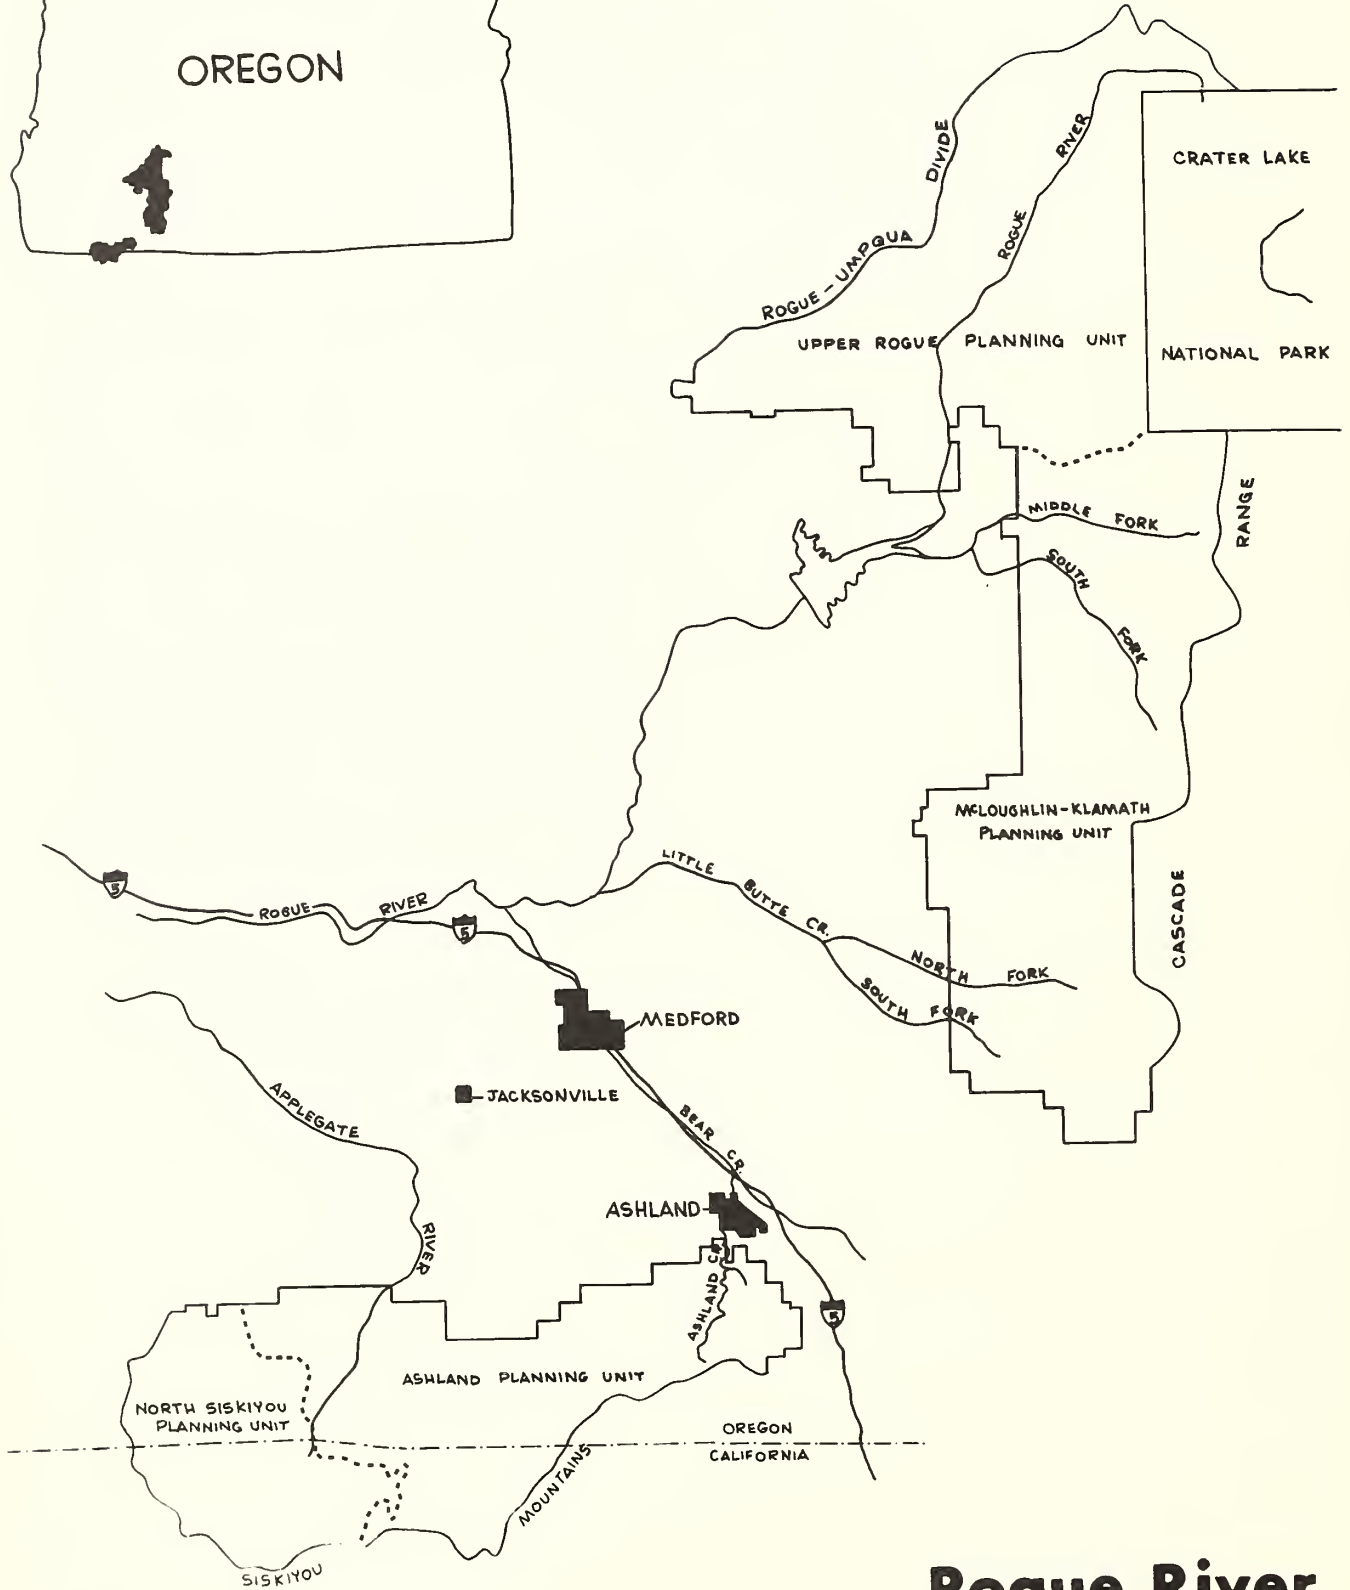 OREGON
CRATER LAKE
NATIONAL PARK
ROGUE-UMPQUA DIVIDE
ROGUE RIVER
UPPER ROGUE PLANNING UNIT
MIDDLE FORK
SOUTH FORK
RANGE
CASCADE
McLOUGHLIN-KLAMATH
PLANNING UNIT
LITTLE BUTTE CR.
NORTH FORK
SOUTH FORK
5
ROGUE RIVER
5
MEDFORD
JACKSONVILLE
APPLEGATE RIVER
BEAR CR.
ASHLAND
ASHLAND CR.
5
ASHLAND PLANNING UNIT
NORTH SISKIYOU
PLANNING UNIT
OREGON
CALIFORNIA
SISKIYOU MOUNTAINS
Rogue River